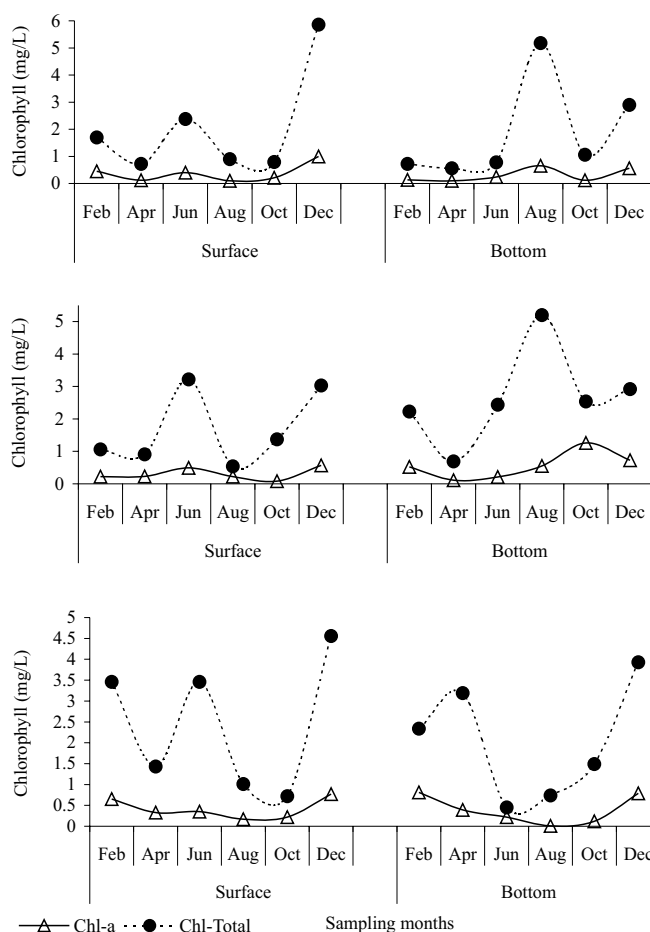 Chlorophyll (mg/L)
6
5
4
3
2
1
0
Feb Apr Jun Aug Oct Dec Feb Apr Jun Aug Oct Dec
Surface Bottom
Chlorophyll (mg/L)
5
4
3
2
1
0
Feb Apr Jun Aug Oct Dec Feb Apr Jun Aug Oct Dec
Surface Bottom
Chlorophyll (mg/L)
5
4.5
4
3.5
3
2.5
2
1.5
1
0.5
0
Feb Apr Jun Aug Oct Dec Feb Apr Jun Aug Oct Dec
Surface Bottom
Chl-a Chl-Total Sampling months